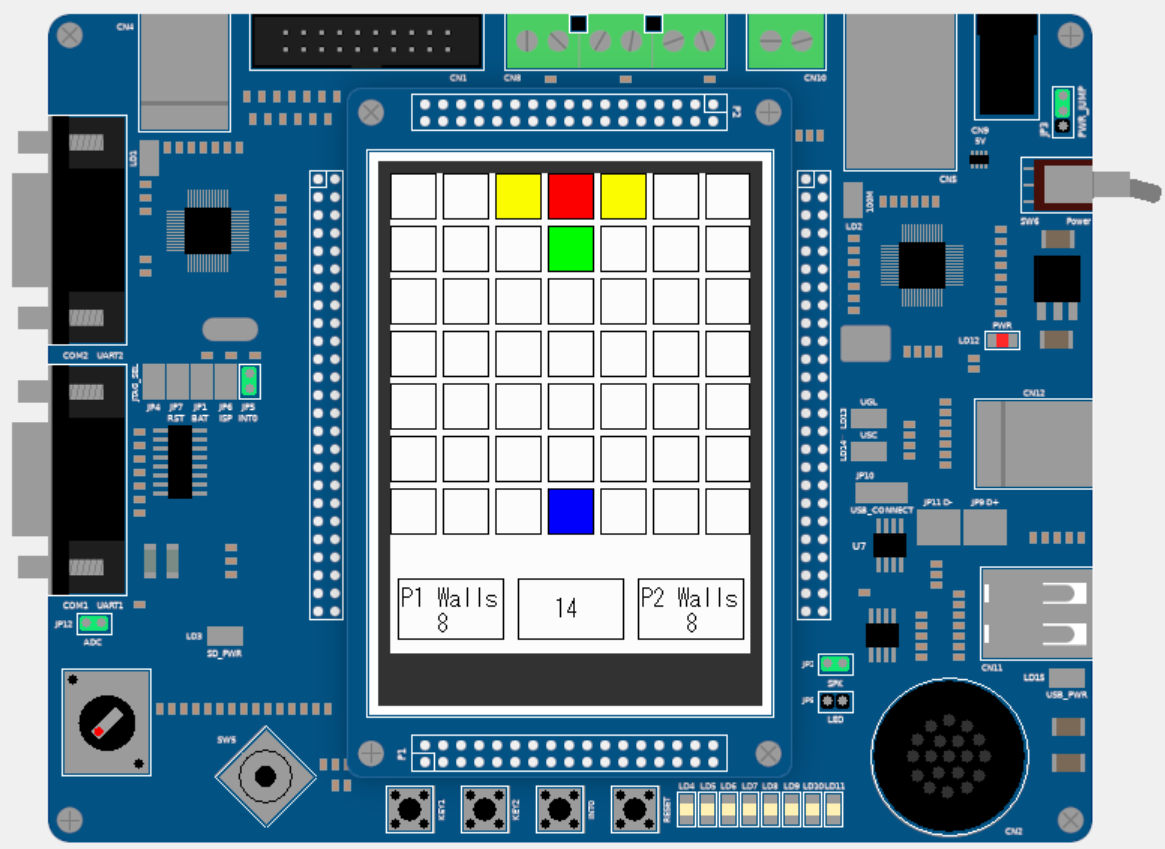 CN4
CN1
CN8
CN10
P2
JP3
PWR_JUMP
CN9
5V
LD1
CN5
LD2
100M
SW6 Power
PWR
LD12
COM2 UART2
JTAG_SEL
JP4 JP7 JP1 JP6 JP5
RST BAT ISP INT0
CN12
UGL
LD13
USC
LD14
JP10
USB_CONNECT
JP11 D- JP9 D+
U7
P1 Walls
8
14
P2 Walls
8
COM1 UART1
JP12
ADC
LD3
SD_PWR
JP2
SPK
LED
CN11
LD15
USB_PWR
SW5
P1
KEY1
KEY2
INT0
RESET
LD4 LD5 LD6 LD7 LD8 LD9 LD10 LD11
CN2